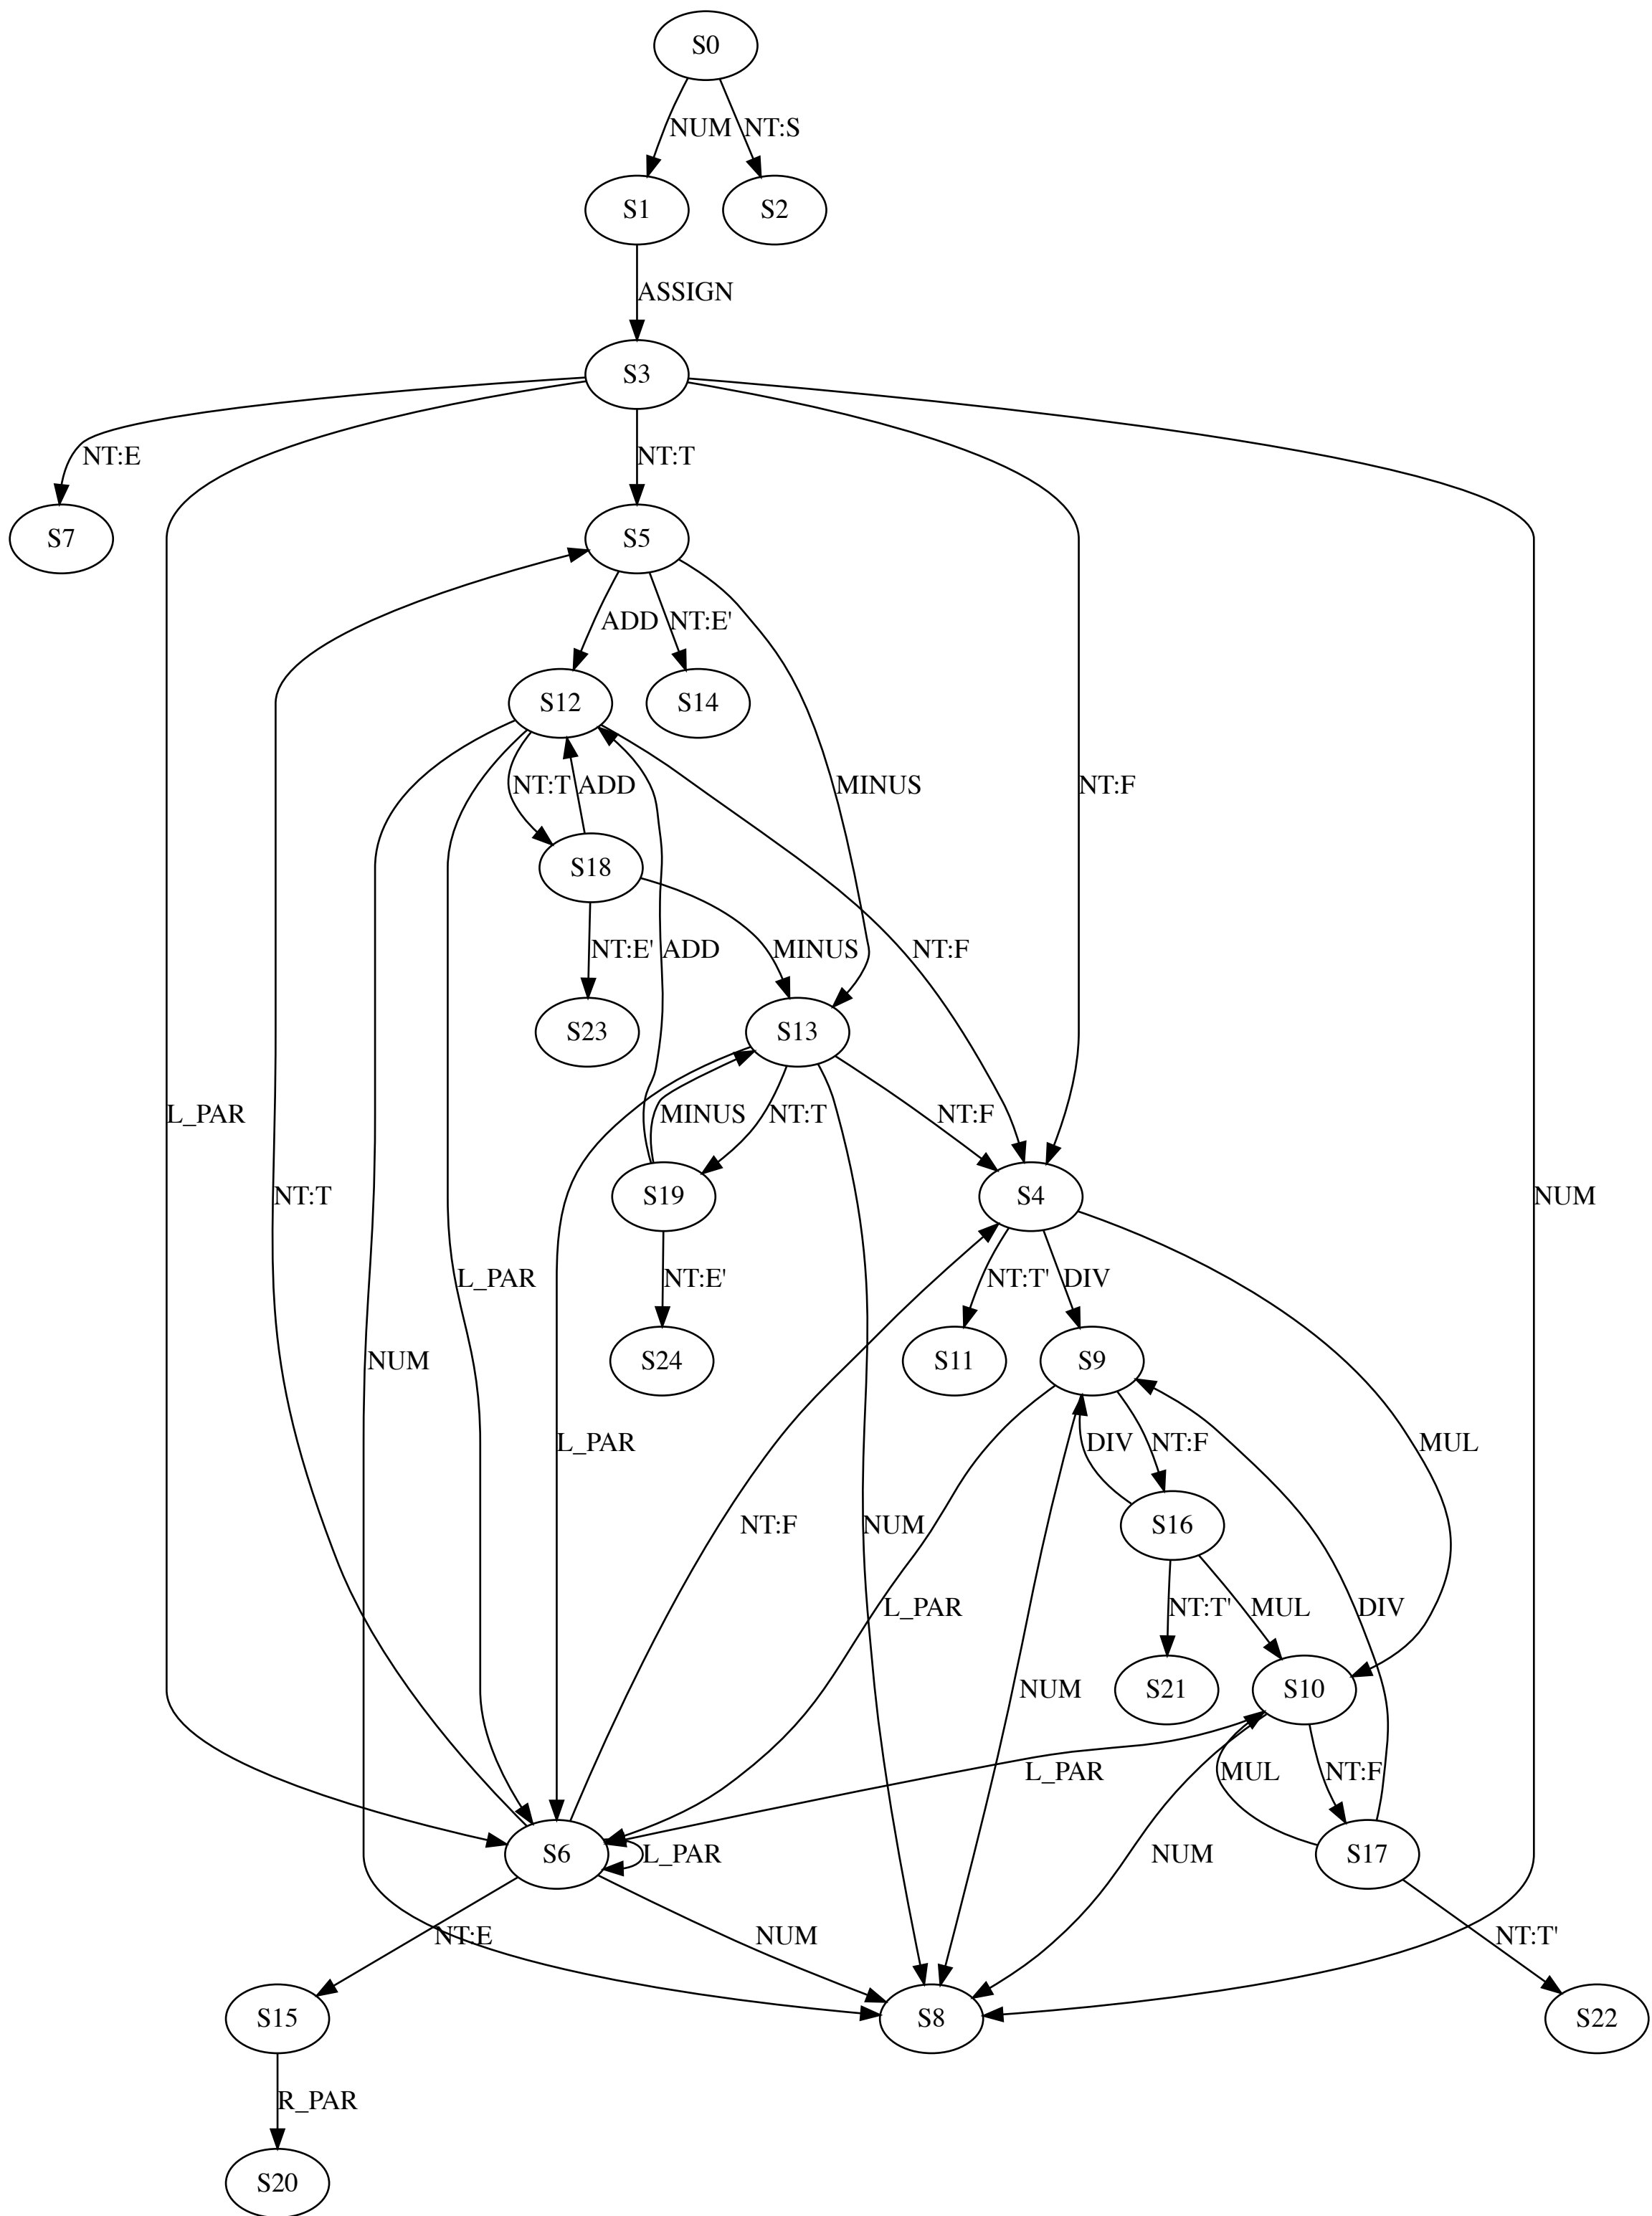 S0
NUM NT:S
S1 S2
ASSIGN
S3
NT:E NT:T
S7 S5
ADD NT:E'
S12 S14
NT:T ADD MINUS NT:F
S18
NT:E' ADD MINUS NT:F
S23 S13
L_PAR MINUS NT:T NT:F
NT:T S19 S4 NUM
L_PAR NT:E' NT:T' DIV
NUM S24 S11 S9
L_PAR DIV NT:F MUL
NT:F NUM S16
L_PAR NT:T' MUL DIV
NUM S21 S10
L_PAR MUL NT:F
S6 L_PAR NUM S17
NT:E NUM NT:T'
S15 S8 S22
R_PAR
S20